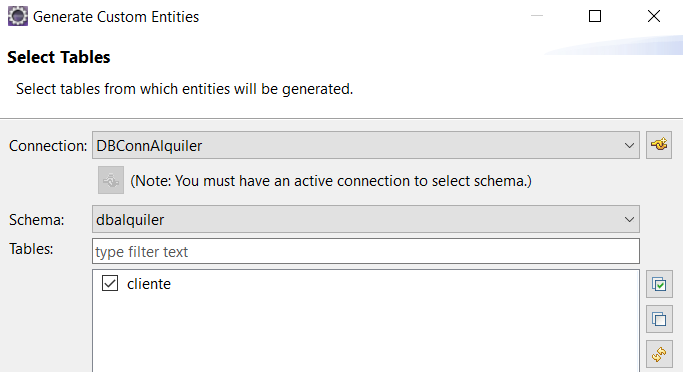 Generate Custom Entities
Select Tables
Select tables from which entities will be generated.
Connection: DBConnAlquiler
(Note: You must have an active connection to select schema.)
Schema: dbalquiler
Tables: type filter text
cliente